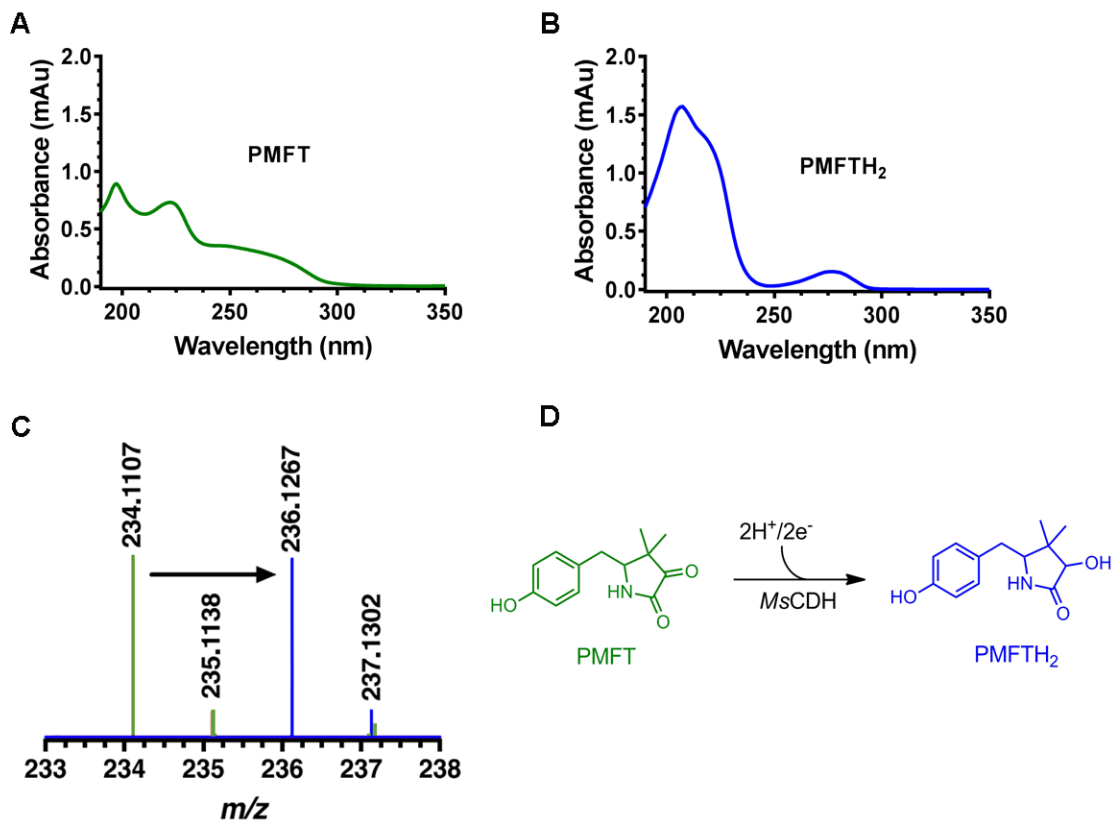 A
Absorbance (mAu)
2.0
1.5
1.0
0.5
0.0
PMFT
200
250
300
350
Wavelength (nm)
B
Absorbance (mAu)
2.0
1.5
1.0
0.5
0.0
PMFTH₂
200
250
300
350
Wavelength (nm)
C
234.1107
235.1138
236.1267
237.1302
233
234
235
236
237
238
m/z
D
HO
HN
O
O
PMFT
2H⁺/2e⁻
MsCDH
HO
HN
OH
O
PMFTH₂